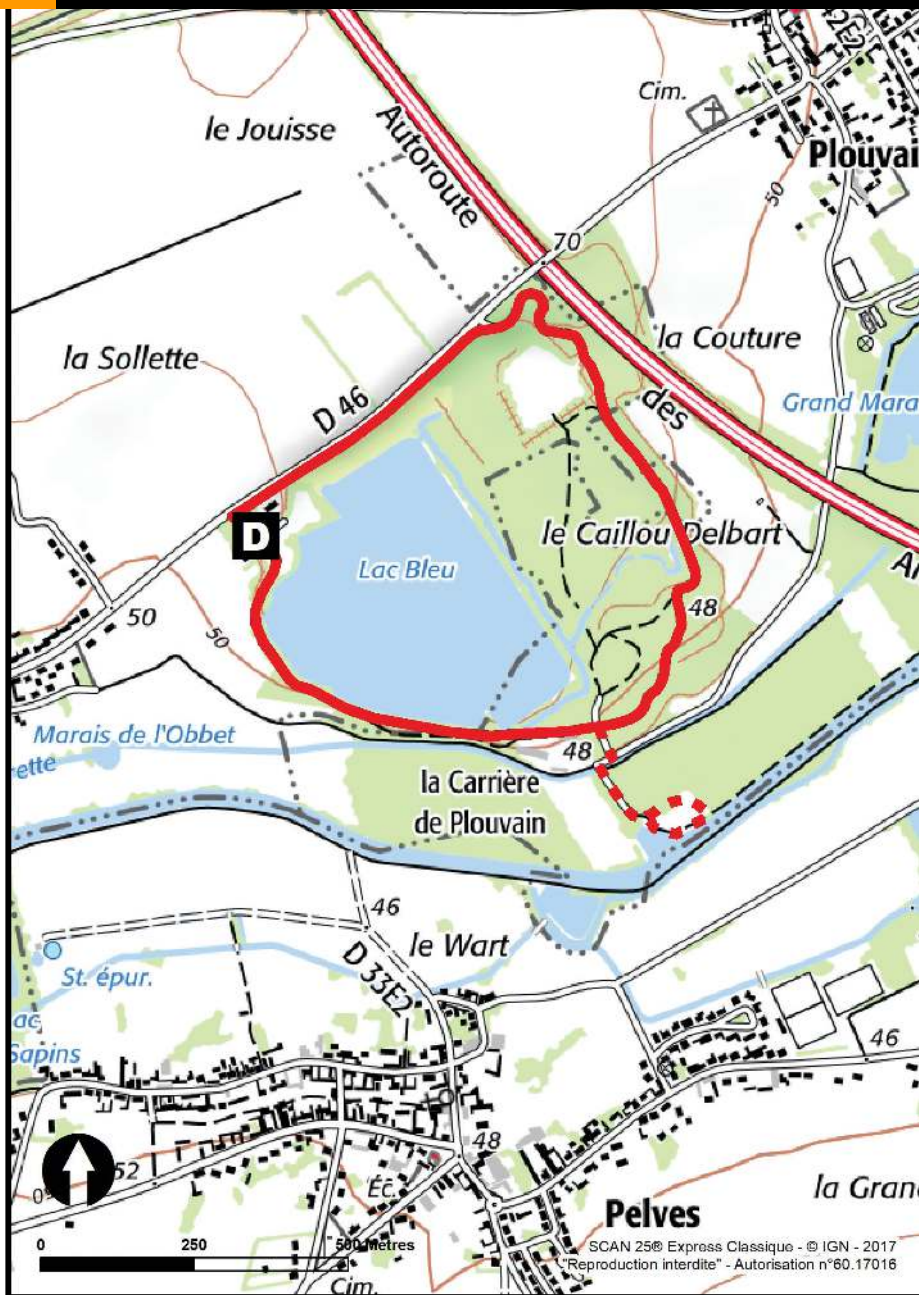 42E2
Cim.
le Jouisse
Autoroute
Plouvai
50
70
la Couture
la Sollette
D 46
des
Grand Mara
D
le Caillou Delbart
Lac Bleu
50
50
48
Marais de l'Obbet
ette
48
la Carrière
de Plouvain
46
le Wart
D 33E2
St. épur.
ac
Sapins
46
48
52
Éc.
la Gran
Pelves
0 250 500 Metres
SCAN 25® Express Classique - © IGN - 2017
"Reproduction interdite" - Autorisation n°60.17016
Cim.